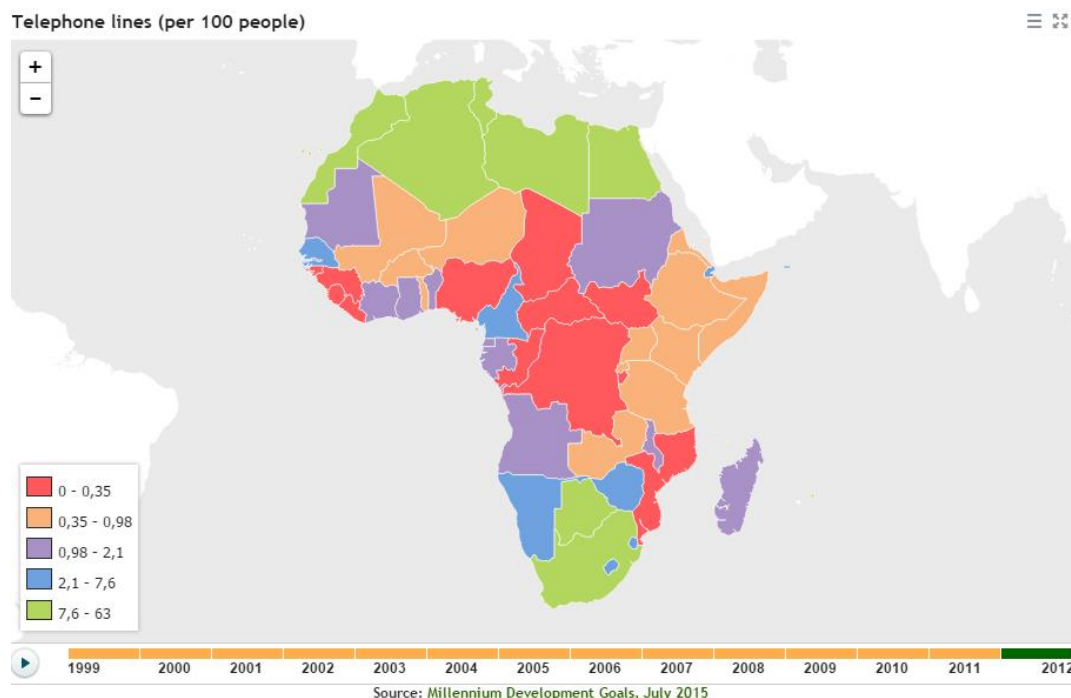 Telephone lines (per 100 people)
+
−
0 - 0,35
0,35 - 0,98
0,98 - 2,1
2,1 - 7,6
7,6 - 63
1999 2000 2001 2002 2003 2004 2005 2006 2007 2008 2009 2010 2011 2012
Source: Millennium Development Goals, July 2015